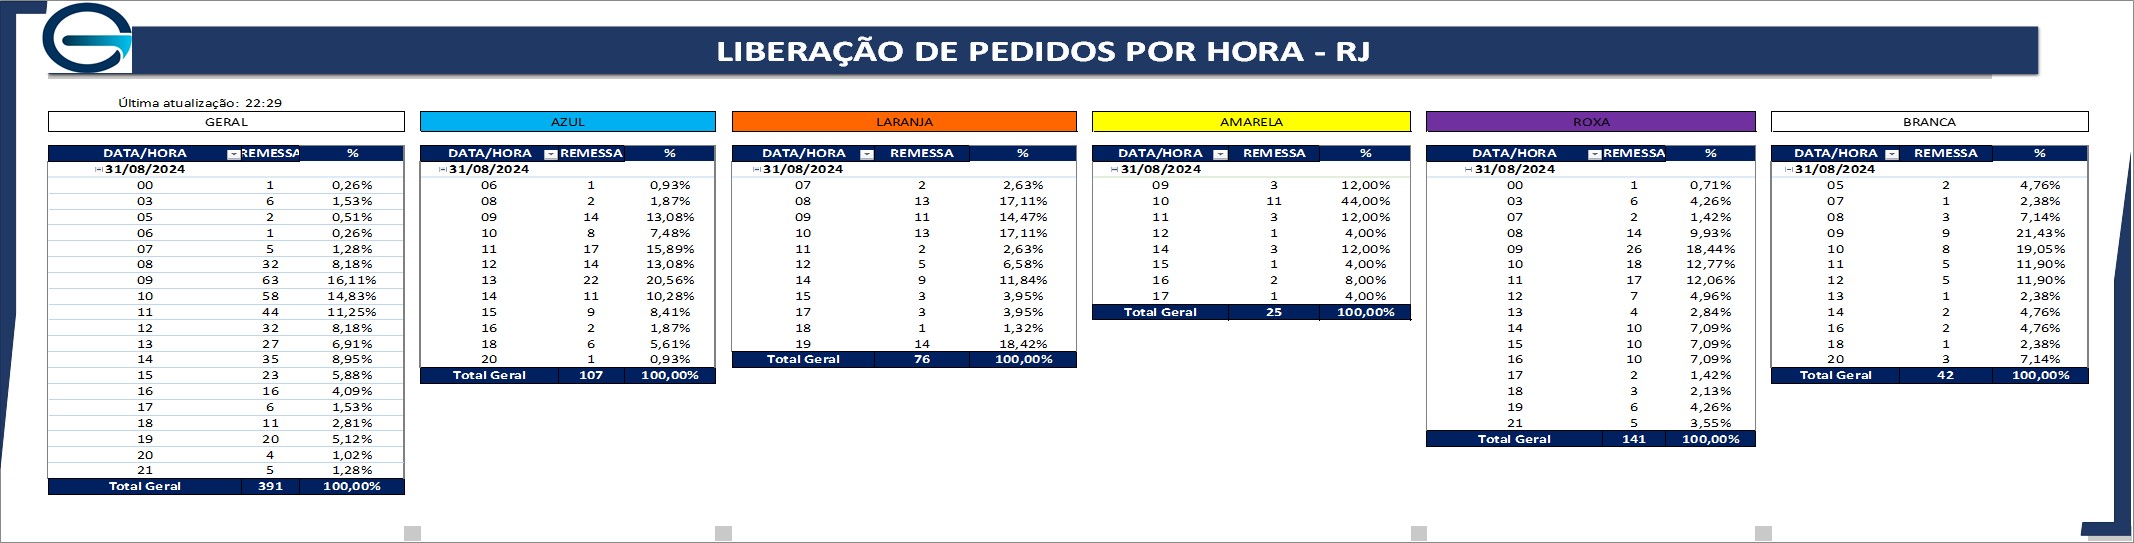 LIBERAÇÃO DE PEDIDOS POR HORA - RJ
Última atualização: 22:29
GERAL
DATA/HORA REMESSA %
31/08/2024
00 1 0,26%
03 6 1,53%
05 2 0,51%
06 1 0,26%
07 5 1,28%
08 32 8,18%
09 63 16,11%
10 58 14,83%
11 44 11,25%
12 32 8,18%
13 27 6,91%
14 35 8,95%
15 23 5,88%
16 16 4,09%
17 6 1,53%
18 11 2,81%
19 20 5,12%
20 4 1,02%
21 5 1,28%
Total Geral 391 100,00%
AZUL
DATA/HORA REMESSA %
31/08/2024
06 1 0,93%
08 2 1,87%
09 14 13,08%
10 8 7,48%
11 17 15,89%
12 14 13,08%
13 22 20,56%
14 11 10,28%
15 9 8,41%
16 2 1,87%
18 6 5,61%
20 1 0,93%
Total Geral 107 100,00%
LARANJA
DATA/HORA REMESSA %
31/08/2024
07 2 2,63%
08 13 17,11%
09 11 14,47%
10 13 17,11%
11 2 2,63%
12 5 6,58%
14 9 11,84%
15 3 3,95%
17 3 3,95%
18 1 1,32%
19 14 18,42%
Total Geral 76 100,00%
AMARELA
DATA/HORA REMESSA %
31/08/2024
09 3 12,00%
10 11 44,00%
11 3 12,00%
12 1 4,00%
14 3 12,00%
15 1 4,00%
16 2 8,00%
17 1 4,00%
Total Geral 25 100,00%
ROXA
DATA/HORA REMESSA %
31/08/2024
00 1 0,71%
03 6 4,26%
07 2 1,42%
08 14 9,93%
09 26 18,44%
10 18 12,77%
11 17 12,06%
12 7 4,96%
13 4 2,84%
14 10 7,09%
15 10 7,09%
16 10 7,09%
17 2 1,42%
18 3 2,13%
19 6 4,26%
21 5 3,55%
Total Geral 141 100,00%
BRANCA
DATA/HORA REMESSA %
31/08/2024
05 2 4,76%
07 1 2,38%
08 3 7,14%
09 9 21,43%
10 8 19,05%
11 5 11,90%
12 5 11,90%
13 1 2,38%
14 2 4,76%
16 2 4,76%
18 1 2,38%
20 3 7,14%
Total Geral 42 100,00%